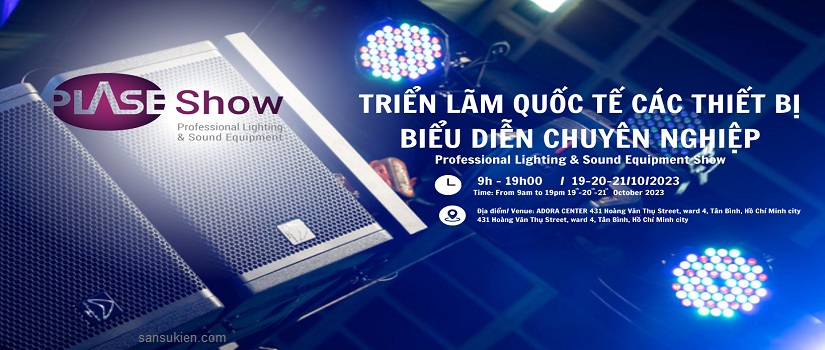 PLASE Show
Professional Lighting
& Sound Equipment
TRIỂN LÃM QUỐC TẾ CÁC THIẾT BỊ
BIỂU DIỄN CHUYÊN NGHIỆP
Professional Lighting & Sound Equipment Show
9h - 19h00 / 19-20-21/10/2023
Time: From 9am to 19pm 19"-20"-21" October 2023
Địa điểm/ Venue: ADORA CENTER 431 Hoàng Văn Thụ Street, ward 4, Tân Bình, Hồ Chí Minh city
431 Hoàng Văn Thụ Street, ward 4, Tân Bình, Hồ Chí Minh city
sansukien.com